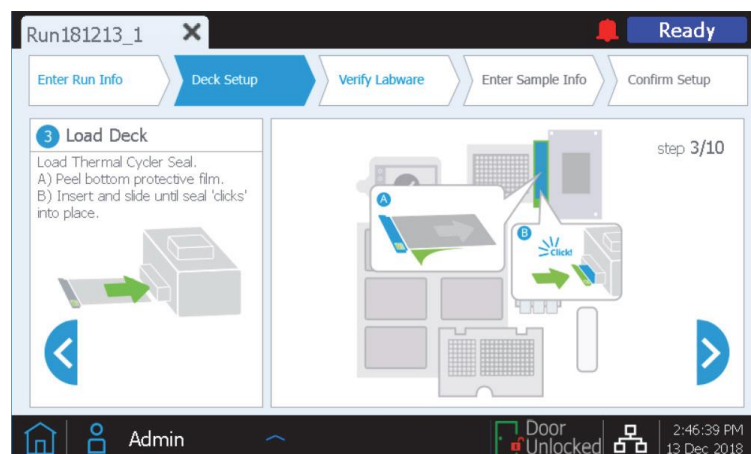 Run181213_1
Ready
Enter Run Info
Deck Setup
Verify Labware
Enter Sample Info
Confirm Setup
3 Load Deck
Load Thermal Cycler Seal.
A) Peel bottom protective film.
B) Insert and slide until seal 'clicks'
into place.
step 3/10
A
B
Click!
Admin
Door
Unlocked
2:46:39 PM
13 Dec 2018